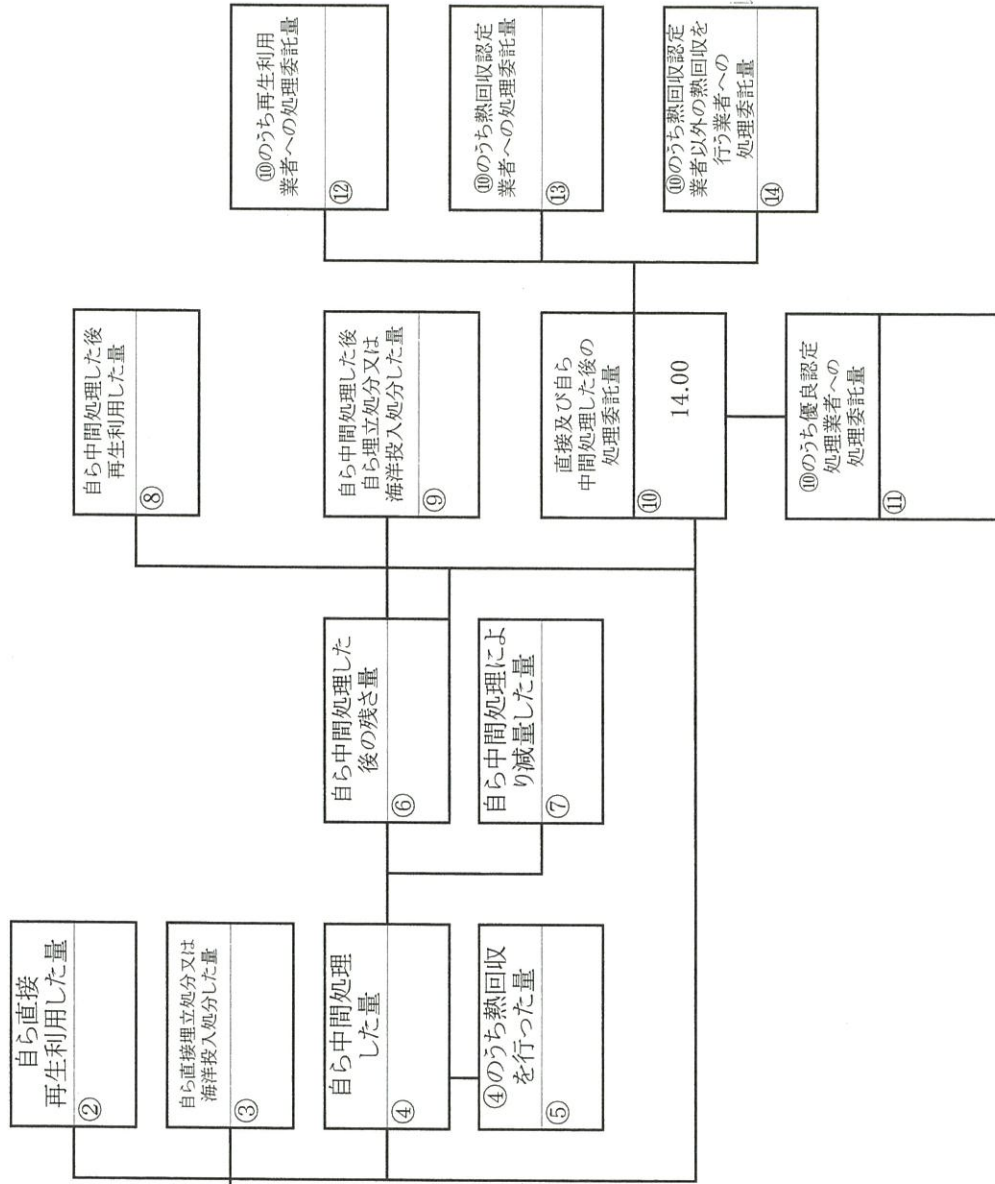 自ら直接
再生利用した量
②
自ら直接埋立処分又は
海洋投入処分した量
③
自ら中間処理
した量
④
④のうち熱回収
を行った量
⑤
自ら中間処理した
後の残さ量
⑥
自ら中間処理によ
り減量した量
⑦
自ら中間処理した後
再生利用した量
⑧
自ら中間処理した後
自ら埋立処分又は
海洋投入処分した量
⑨
直接及び自ら
中間処理した後の
処理委託量
⑩
14.00
⑩のうち優良認定
処理業者への
処理委託量
⑪
⑩のうち再生利用
業者への処理委託量
⑫
⑩のうち熱回収認定
業者への処理委託量
⑬
⑩のうち熱回収認定
業者以外の熱回収を
行う業者への
処理委託量
⑭